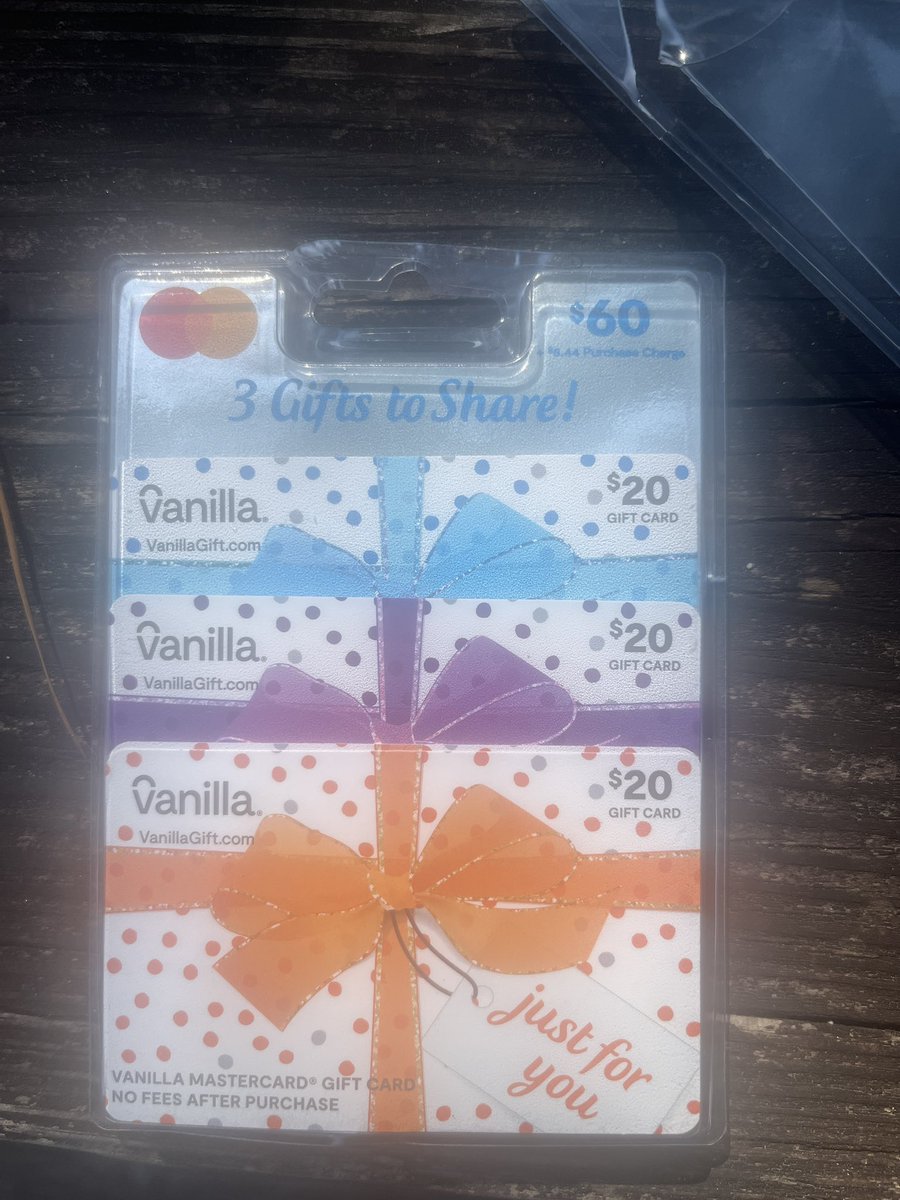 $60
+ $8.44 Purchase Charge
3 Gifts to Share!
Vanilla®
$20
GIFT CARD
VanillaGift.com
Vanilla®
$20
GIFT CARD
VanillaGift.com
Vanilla®
$20
GIFT CARD
VanillaGift.com
just for
you
VANILLA MASTERCARD® GIFT CARD
NO FEES AFTER PURCHASE